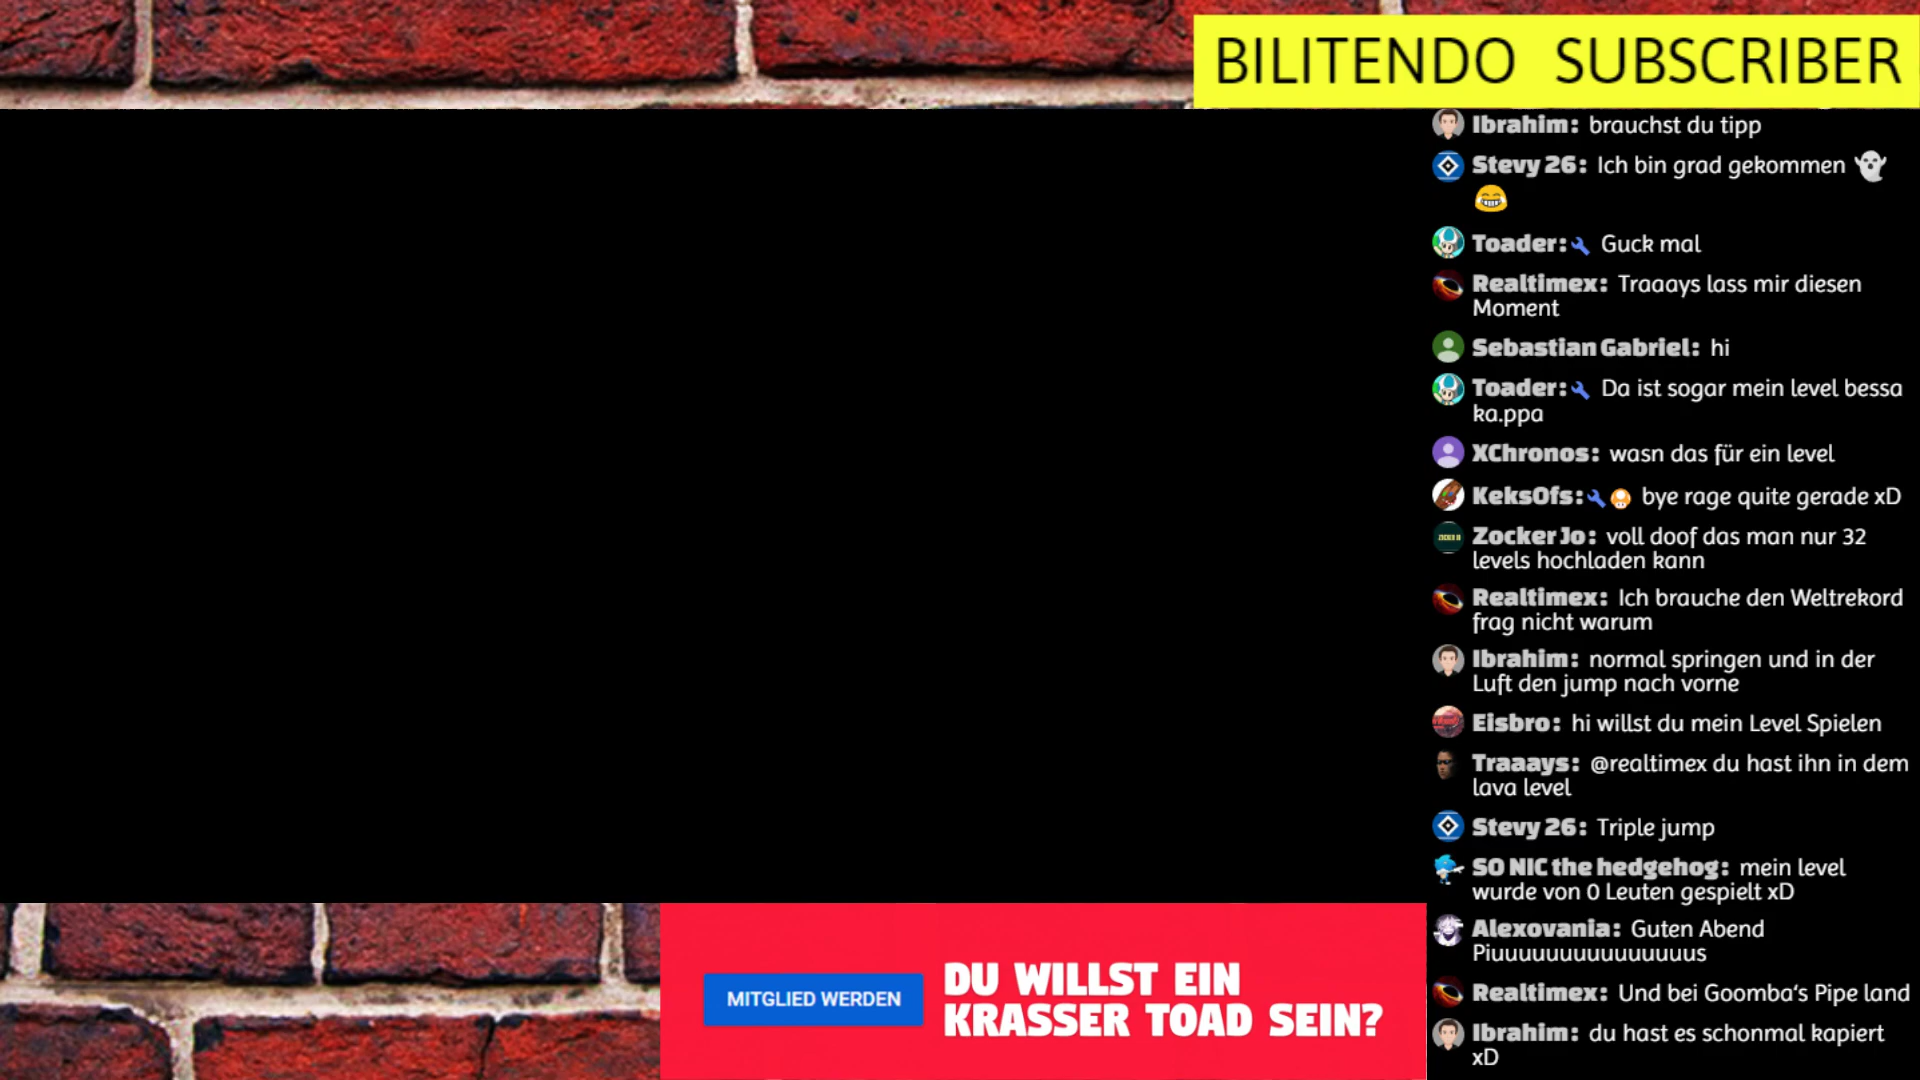 BILITENDO SUBSCRIBER
Ibrahim: brauchst du tipp
Stevy 26: Ich bin grad gekommen 👻
😂
Toader: Guck mal
Realtimex: Traaays lass mir diesen
Moment
Sebastian Gabriel: hi
Toader: Da ist sogar mein level bessa
ka.ppa
XChronos: wasn das für ein level
KeksOfs: bye rage quite gerade xD
Zocker Jo: voll doof das man nur 32
levels hochladen kann
Realtimex: Ich brauche den Weltrekord
frag nicht warum
Ibrahim: normal springen und in der
Luft den jump nach vorne
Eisbro: hi willst du mein Level Spielen
Traaays: @realtimex du hast ihn in dem
lava level
Stevy 26: Triple jump
SO NIC the hedgehog: mein level
wurde von 0 Leuten gespielt xD
Alexovania: Guten Abend
Piuuuuuuuuuuuuuuuus
Realtimex: Und bei Goomba's Pipe land
Ibrahim: du hast es schonmal kapiert
xD
MITGLIED WERDEN
DU WILLST EIN
KRASSER TOAD SEIN?